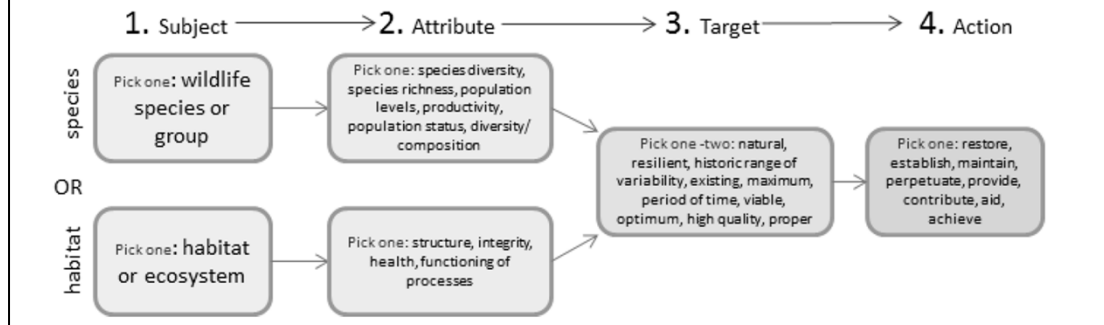 1. Subject 2. Attribute 3. Target 4. Action
species
Pick one: wildlife
species or
group
Pick one: species diversity,
species richness, population
levels, productivity,
population status, diversity/
composition
OR
habitat
Pick one: habitat
or ecosystem
Pick one: structure, integrity,
health, functioning of
processes
Pick one -two: natural,
resilient, historic range of
variability, existing, maximum,
period of time, viable,
optimum, high quality, proper
Pick one: restore,
establish, maintain,
perpetuate, provide,
contribute, aid,
achieve